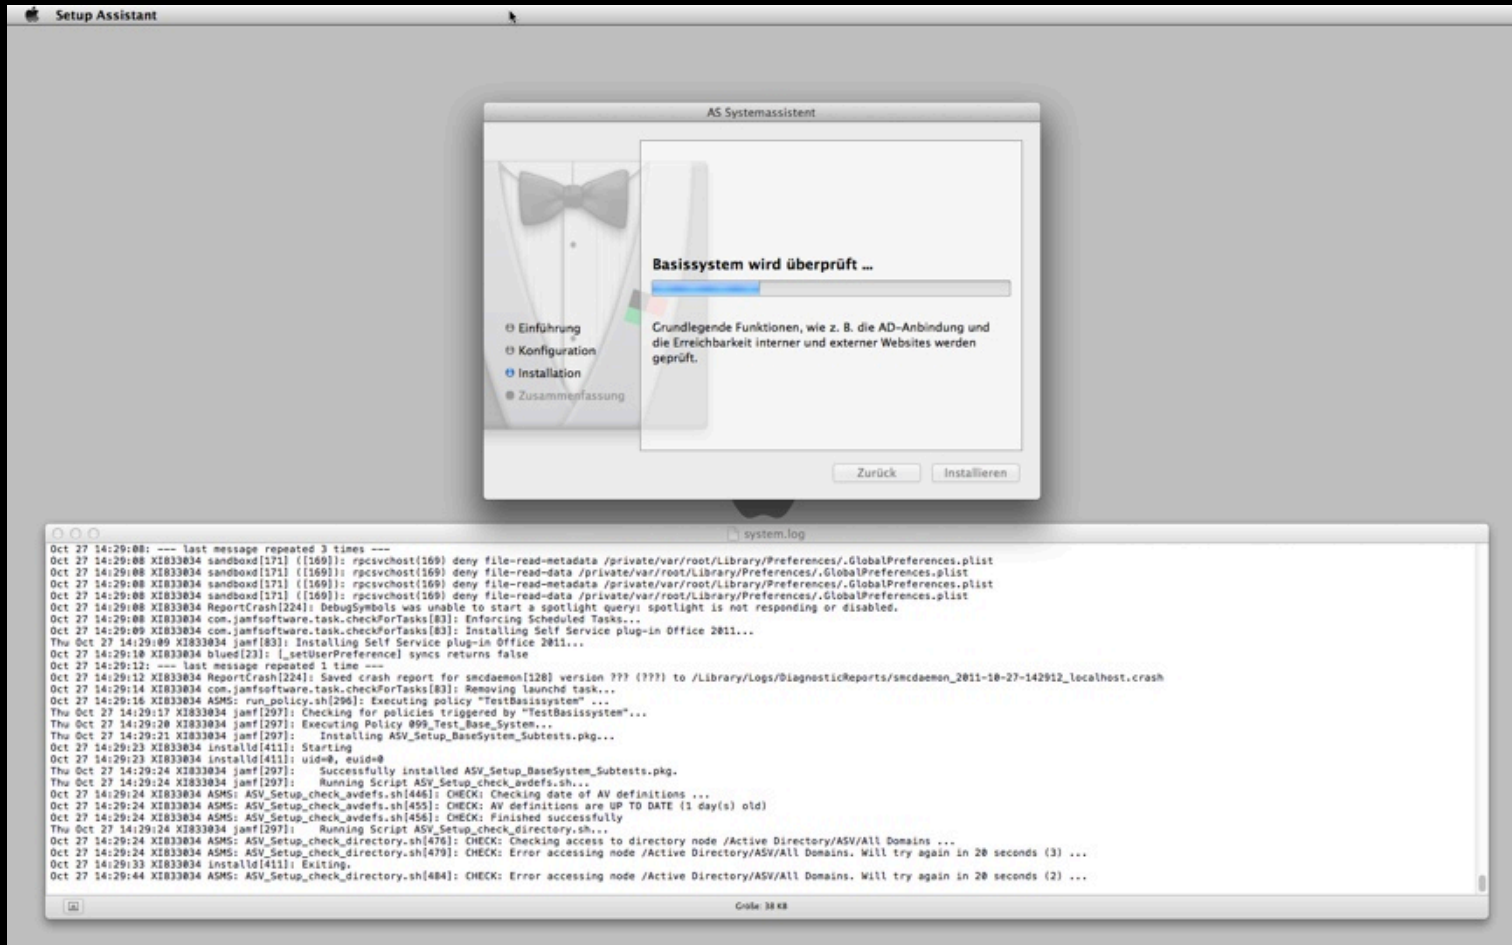 Setup Assistant
AS Systemassistent
Basissystem wird überprüft ...
Grundlegende Funktionen, wie z. B. die AD-Anbindung und
die Erreichbarkeit interner und externer Websites werden
geprüft.
Einführung
Konfiguration
Installation
Zusammenfassung
Zurück
Installieren
system.log
Oct 27 14:29:08: --- last message repeated 3 times ---
Oct 27 14:29:08 XI833034 sandboxd[171] ([169]): rpcsvchost(169) deny file-read-metadata /private/var/root/Library/Preferences/.GlobalPreferences.plist
Oct 27 14:29:08 XI833034 sandboxd[171] ([169]): rpcsvchost(169) deny file-read-data /private/var/root/Library/Preferences/.GlobalPreferences.plist
Oct 27 14:29:08 XI833034 sandboxd[171] ([169]): rpcsvchost(169) deny file-read-metadata /private/var/root/Library/Preferences/.GlobalPreferences.plist
Oct 27 14:29:08 XI833034 sandboxd[171] ([169]): rpcsvchost(169) deny file-read-data /private/var/root/Library/Preferences/.GlobalPreferences.plist
Oct 27 14:29:08 XI833034 ReportCrash[224]: DebugSymbols was unable to start a spotlight query: spotlight is not responding or disabled.
Oct 27 14:29:08 XI833034 com.jamfsoftware.task.checkForTasks[83]: Enforcing Scheduled Tasks...
Oct 27 14:29:09 XI833034 com.jamfsoftware.task.checkForTasks[83]: Installing Self Service plug-in Office 2011...
Thu Oct 27 14:29:09 XI833034 jamf[83]: Installing Self Service plug-in Office 2011...
Oct 27 14:29:10 XI833034 blued[23]: [_setUserPreference] syncs returns false
Oct 27 14:29:12: --- last message repeated 1 time ---
Oct 27 14:29:12 XI833034 ReportCrash[224]: Saved crash report for smcdaemon[128] version ??? (???) to /Library/Logs/DiagnosticReports/smcdaemon_2011-10-27-142912_localhost.crash
Oct 27 14:29:14 XI833034 com.jamfsoftware.task.checkForTasks[83]: Removing launchd task...
Oct 27 14:29:16 XI833034 ASMS: run_policy.sh[296]: Executing policy "TestBasissystem" ...
Thu Oct 27 14:29:17 XI833034 jamf[297]: Checking for policies triggered by "TestBasissystem"...
Thu Oct 27 14:29:20 XI833034 jamf[297]: Executing Policy 099_Test_Base_System...
Thu Oct 27 14:29:21 XI833034 jamf[297]: Installing ASV_Setup_BaseSystem_Subtests.pkg...
Oct 27 14:29:23 XI833034 installd[411]: Starting
Oct 27 14:29:23 XI833034 installd[411]: uid=0, euid=0
Thu Oct 27 14:29:24 XI833034 jamf[297]: Successfully installed ASV_Setup_BaseSystem_Subtests.pkg.
Thu Oct 27 14:29:24 XI833034 jamf[297]: Running Script ASV_Setup_check_avdefs.sh...
Oct 27 14:29:24 XI833034 ASMS: ASV_Setup_check_avdefs.sh[446]: CHECK: Checking date of AV definitions ...
Oct 27 14:29:24 XI833034 ASMS: ASV_Setup_check_avdefs.sh[455]: CHECK: AV definitions are UP TO DATE (1 day(s) old)
Oct 27 14:29:24 XI833034 ASMS: ASV_Setup_check_avdefs.sh[456]: CHECK: Finished successfully
Thu Oct 27 14:29:24 XI833034 jamf[297]: Running Script ASV_Setup_check_directory.sh...
Oct 27 14:29:24 XI833034 ASMS: ASV_Setup_check_directory.sh[476]: CHECK: Checking access to directory node /Active Directory/ASV/All Domains ...
Oct 27 14:29:24 XI833034 ASMS: ASV_Setup_check_directory.sh[479]: CHECK: Error accessing node /Active Directory/ASV/All Domains. Will try again in 20 seconds (3) ...
Oct 27 14:29:33 XI833034 installd[411]: Exiting.
Oct 27 14:29:44 XI833034 ASMS: ASV_Setup_check_directory.sh[484]: CHECK: Error accessing node /Active Directory/ASV/All Domains. Will try again in 20 seconds (2) ...
Größe: 38 KB